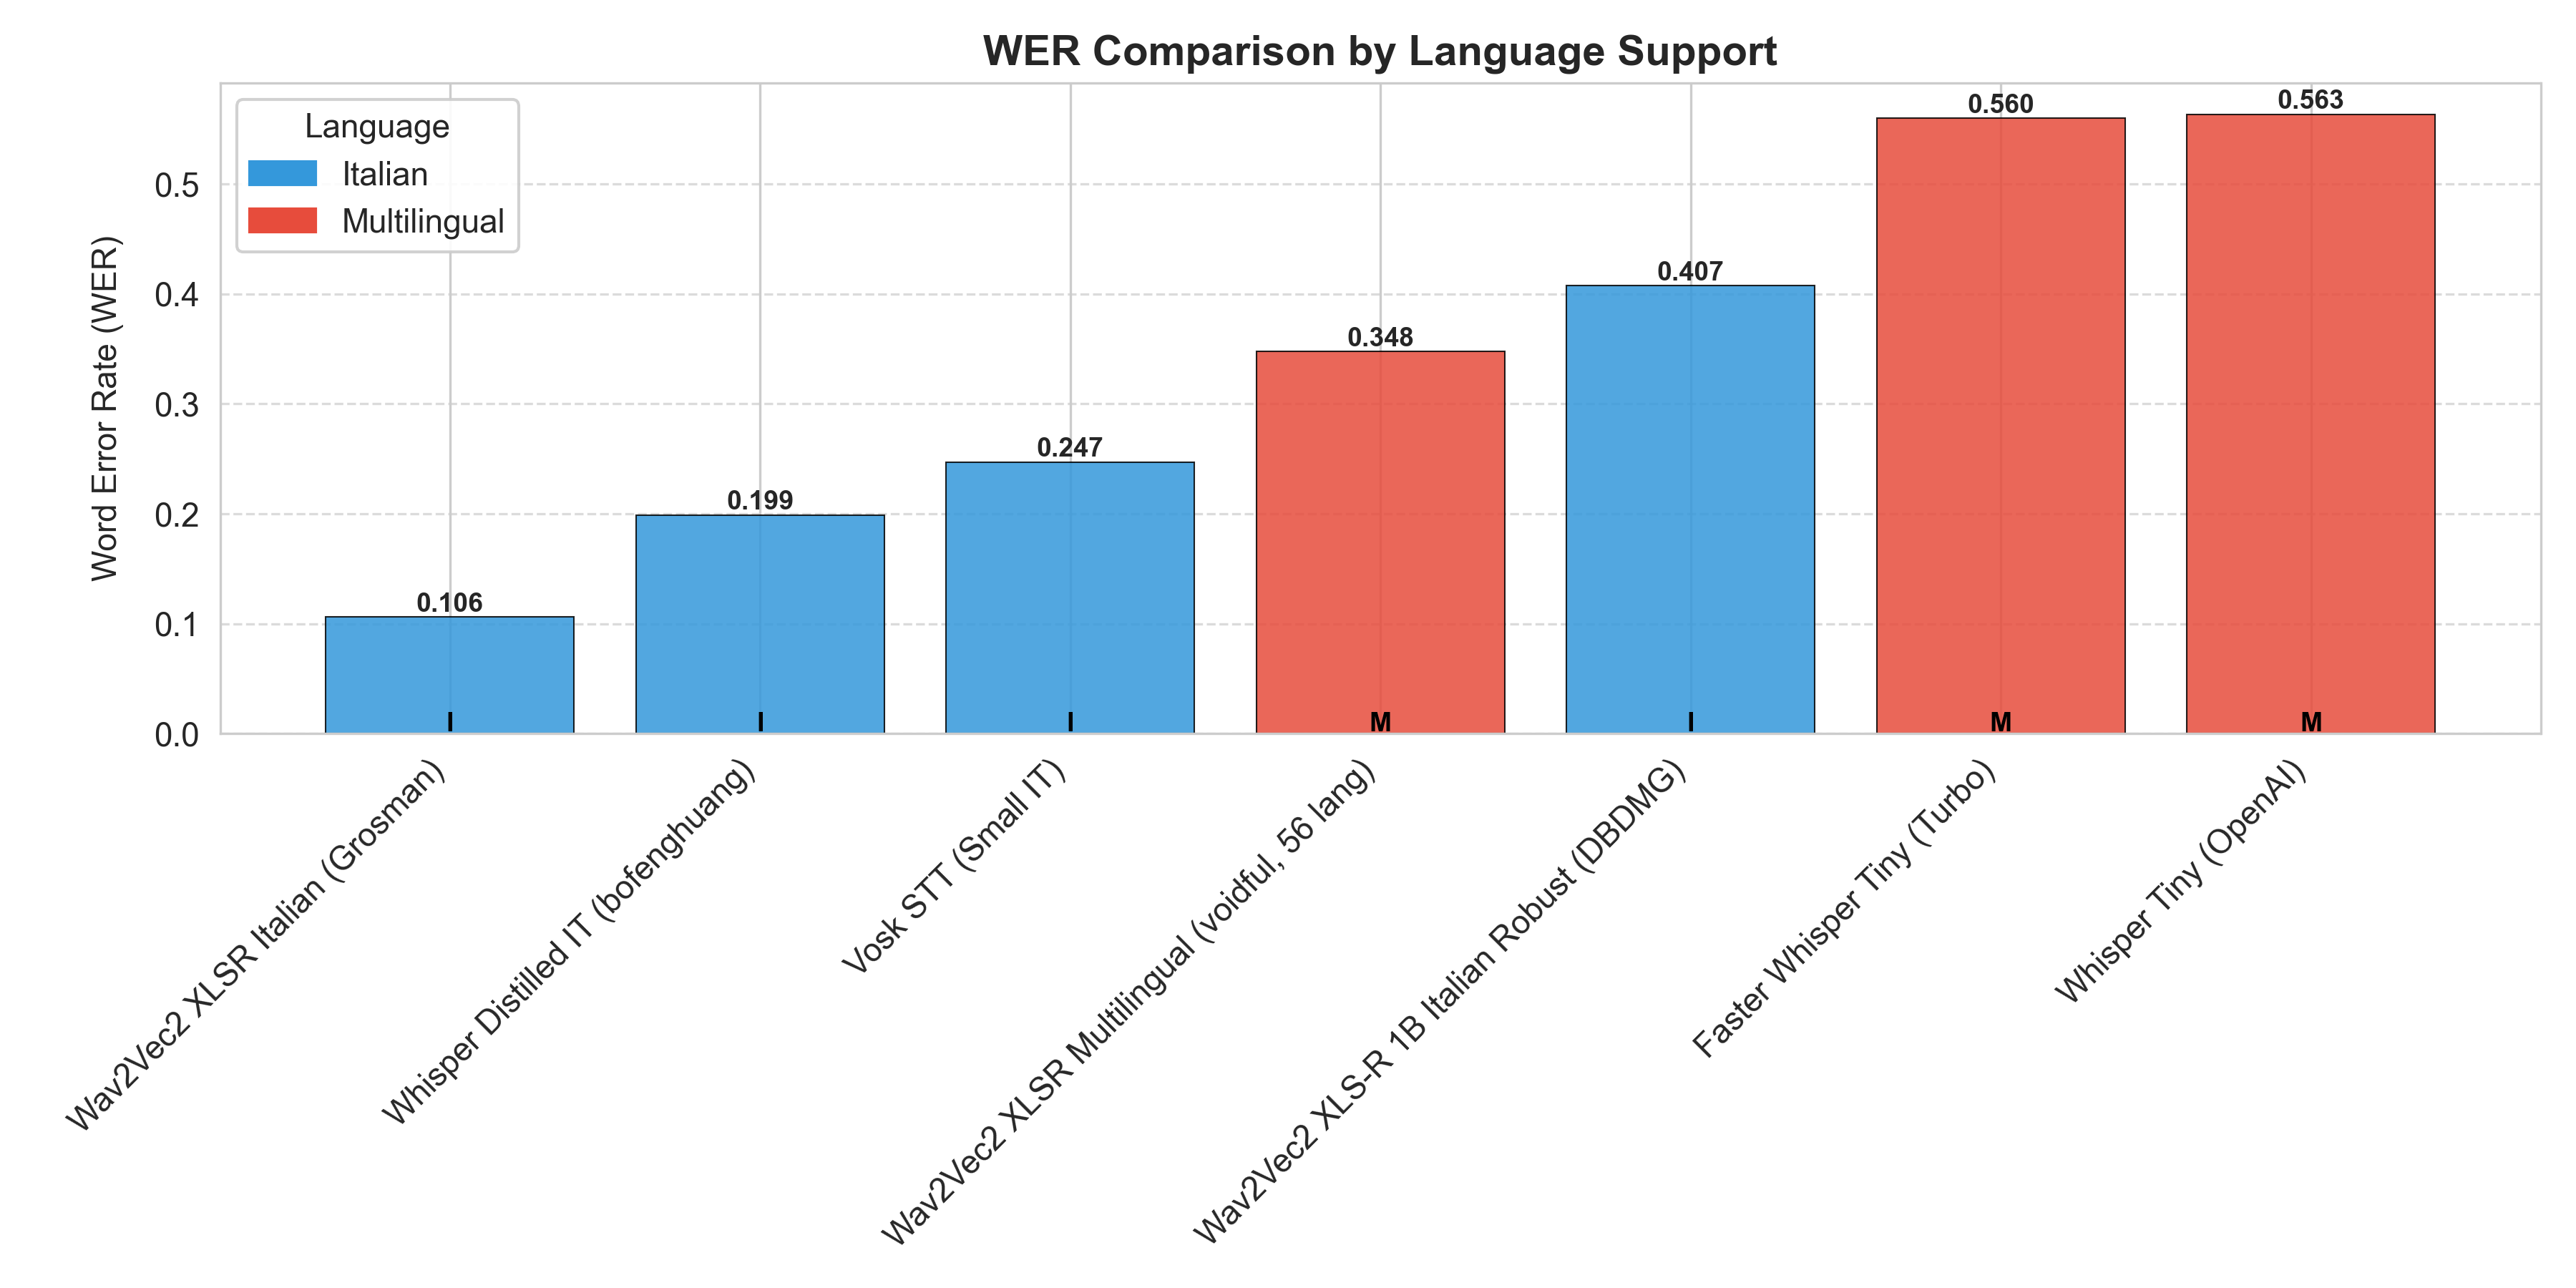 WER Comparison by Language Support
Language
Italian
Multilingual
Word Error Rate (WER)
0.5
0.4
0.3
0.2
0.1
0.0
0.106
0.199
0.247
0.348
0.407
0.560
0.563
I
I
I
M
I
M
M
Wav2Vec2 XLSR Italian (Grosman)
Whisper Distilled IT (bofenghuang)
Vosk STT (Small IT)
Wav2Vec2 XLSR Multilingual (voidful, 56 lang)
Wav2Vec2 XLS-R 1B Italian Robust (DBDMG)
Faster Whisper Tiny (Turbo)
Whisper Tiny (OpenAI)